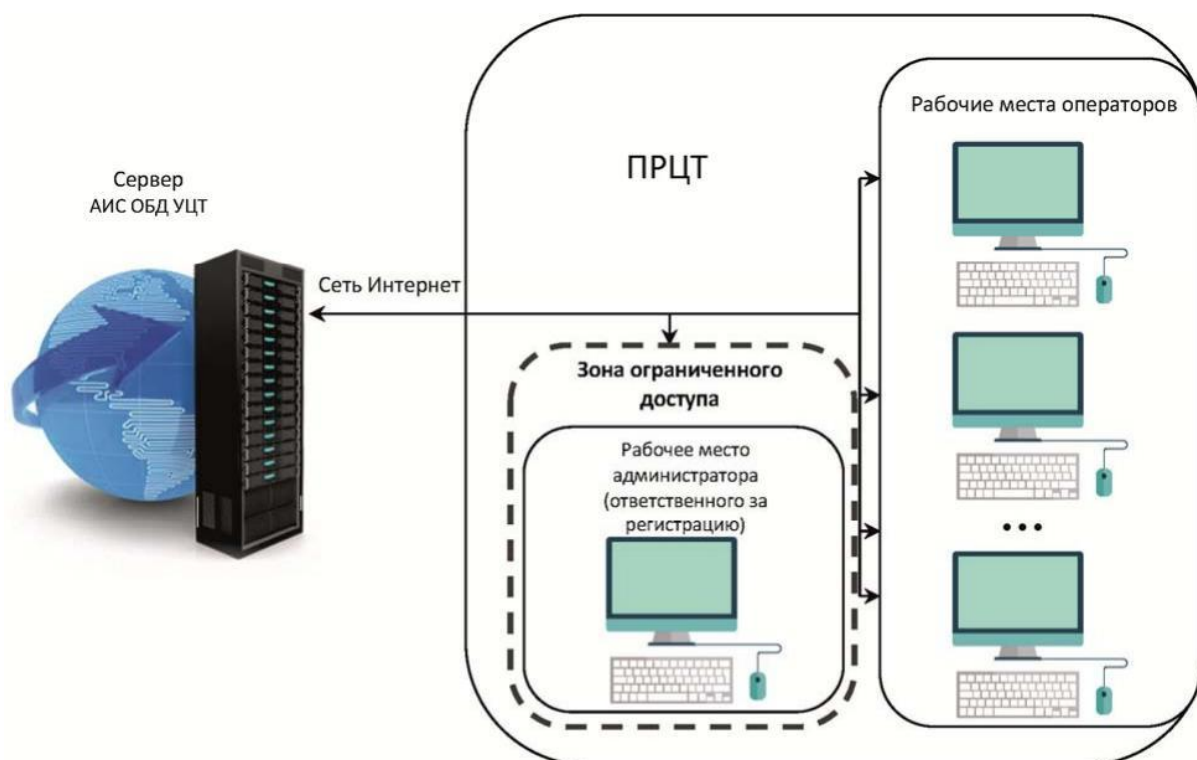 Сервер
АИС ОБД УЦТ
Сеть Интернет
ПРЦТ
Зона ограниченного
доступа
Рабочее место
администратора
(ответственного за
регистрацию)
Рабочие места операторов
...